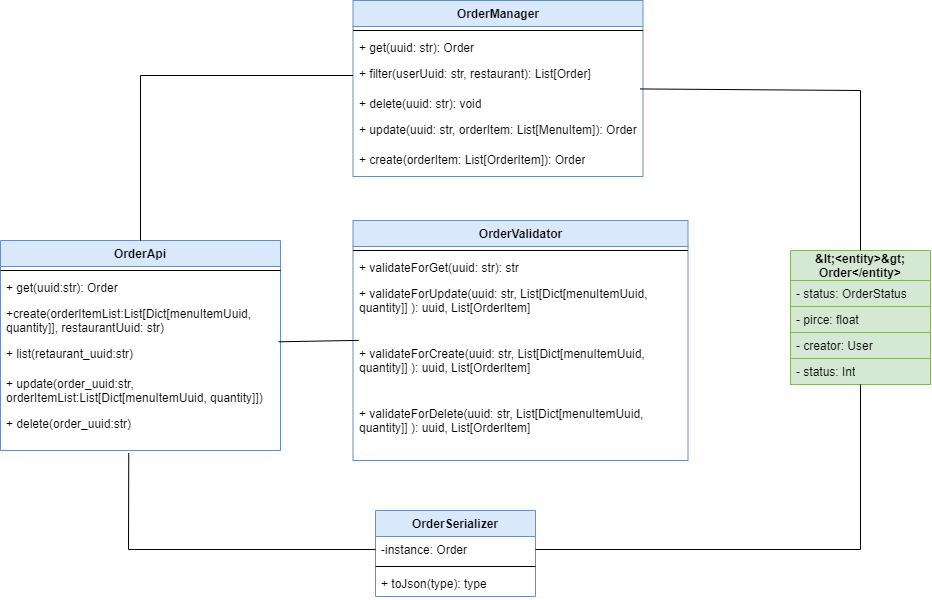 OrderManager
+ get(uuid: str): Order
+ filter(userUuid: str, restaurant): List[Order]
+ delete(uuid: str): void
+ update(uuid: str, orderItem: List[MenuItem]): Order
+ create(orderItem: List[OrderItem]): Order
OrderApi
+ get(uuid:str): Order
+create(orderItemList:List[Dict[menuItemUuid,
quantity]], restaurantUuid: str)
+ list(retaurant_uuid:str)
+ update(order_uuid:str,
orderItemList:List[Dict[menuItemUuid, quantity]])
+ delete(order_uuid:str)
OrderValidator
+ validateForGet(uuid: str): str
+ validateForUpdate(uuid: str, List[Dict[menuItemUuid,
quantity]] ): uuid, List[OrderItem]
+ validateForCreate(uuid: str, List[Dict[menuItemUuid,
quantity]] ): uuid, List[OrderItem]
+ validateForDelete(uuid: str, List[Dict[menuItemUuid,
quantity]] ): uuid, List[OrderItem]
&lt;<entity>&gt;
Order</entity>
- status: OrderStatus
- pirce: float
- creator: User
- status: Int
OrderSerializer
-instance: Order
+ toJson(type): type